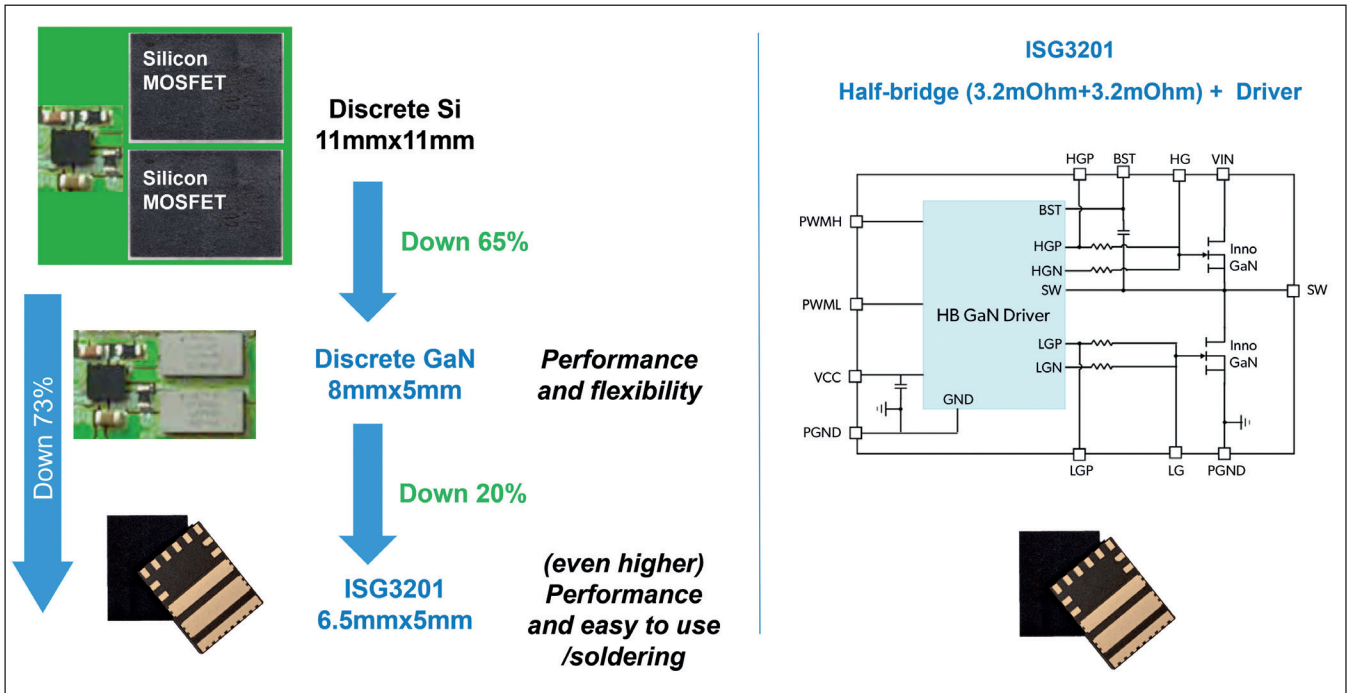 Silicon
MOSFET
Silicon
MOSFET
Discrete Si
11mmx11mm
Down 65%
Down 73%
Discrete GaN
8mmx5mm
Performance
and flexibility
Down 20%
ISG3201
6.5mmx5mm
(even higher)
Performance
and easy to use
/soldering
ISG3201
Half-bridge (3.2mOhm+3.2mOhm) + Driver
HGP
BST
HG
VIN
PWMH
PWML
VCC
PGND
BST
HGP
HGN
SW
HB GaN Driver
LGP
LGN
GND
Inno
GaN
SW
Inno
GaN
LGP
LG
PGND